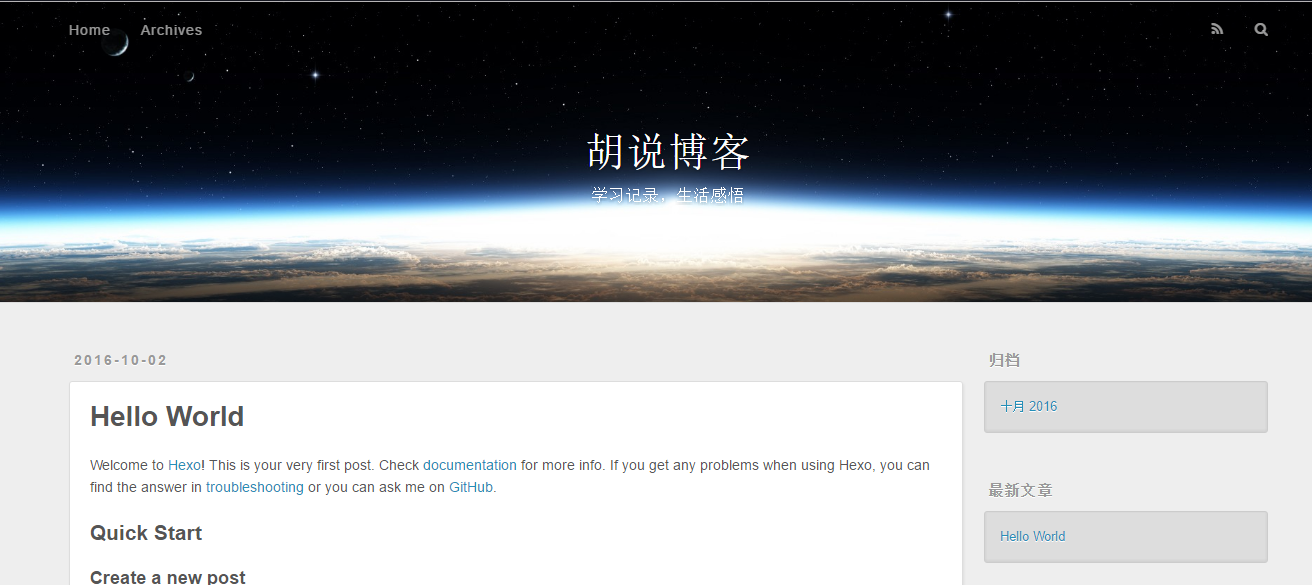 Home Archives
胡说博客
学习记录，生活感悟
2016-10-02
Hello World
Welcome to Hexo! This is your very first post. Check documentation for more info. If you get any problems when using Hexo, you can
find the answer in troubleshooting or you can ask me on GitHub.
Quick Start
Create a new post
归档
十月 2016
最新文章
Hello World